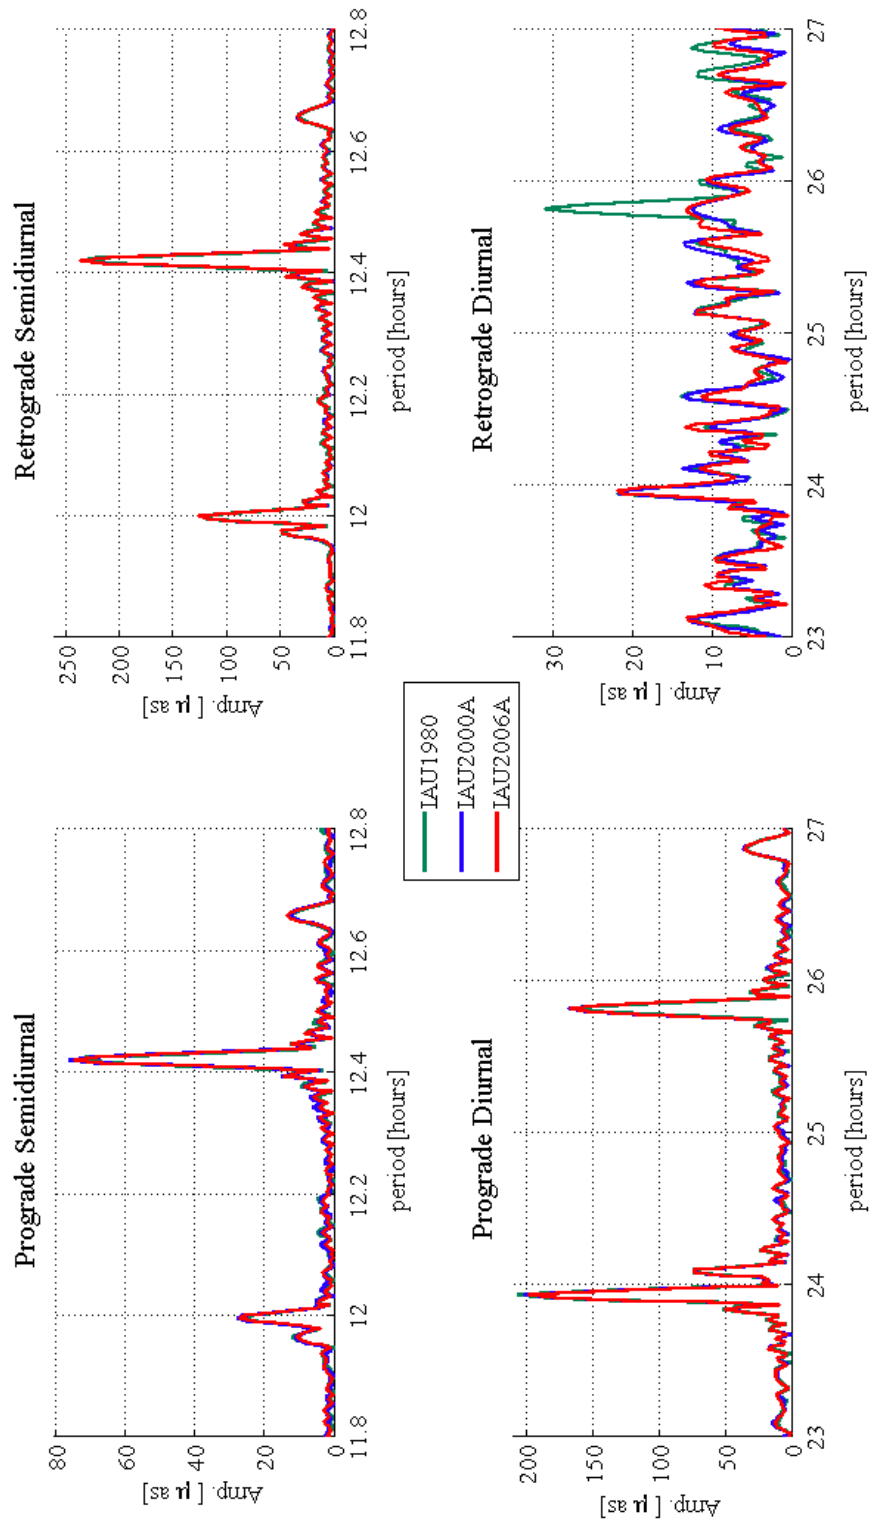 Prograde Semidiurnal
Amp. [ μ as]
80
60
40
20
0
11.8
12
12.2
12.4
12.6
12.8
period [hours]
Retrograde Semidiurnal
Amp. [ μ as]
250
200
150
100
50
0
11.8
12
12.2
12.4
12.6
12.8
period [hours]
IAU1980
IAU2000A
IAU2006A
Prograde Diurnal
Amp. [ μ as]
200
150
100
50
0
23
24
25
26
27
period [hours]
Retrograde Diurnal
Amp. [ μ as]
30
20
10
0
23
24
25
26
27
period [hours]